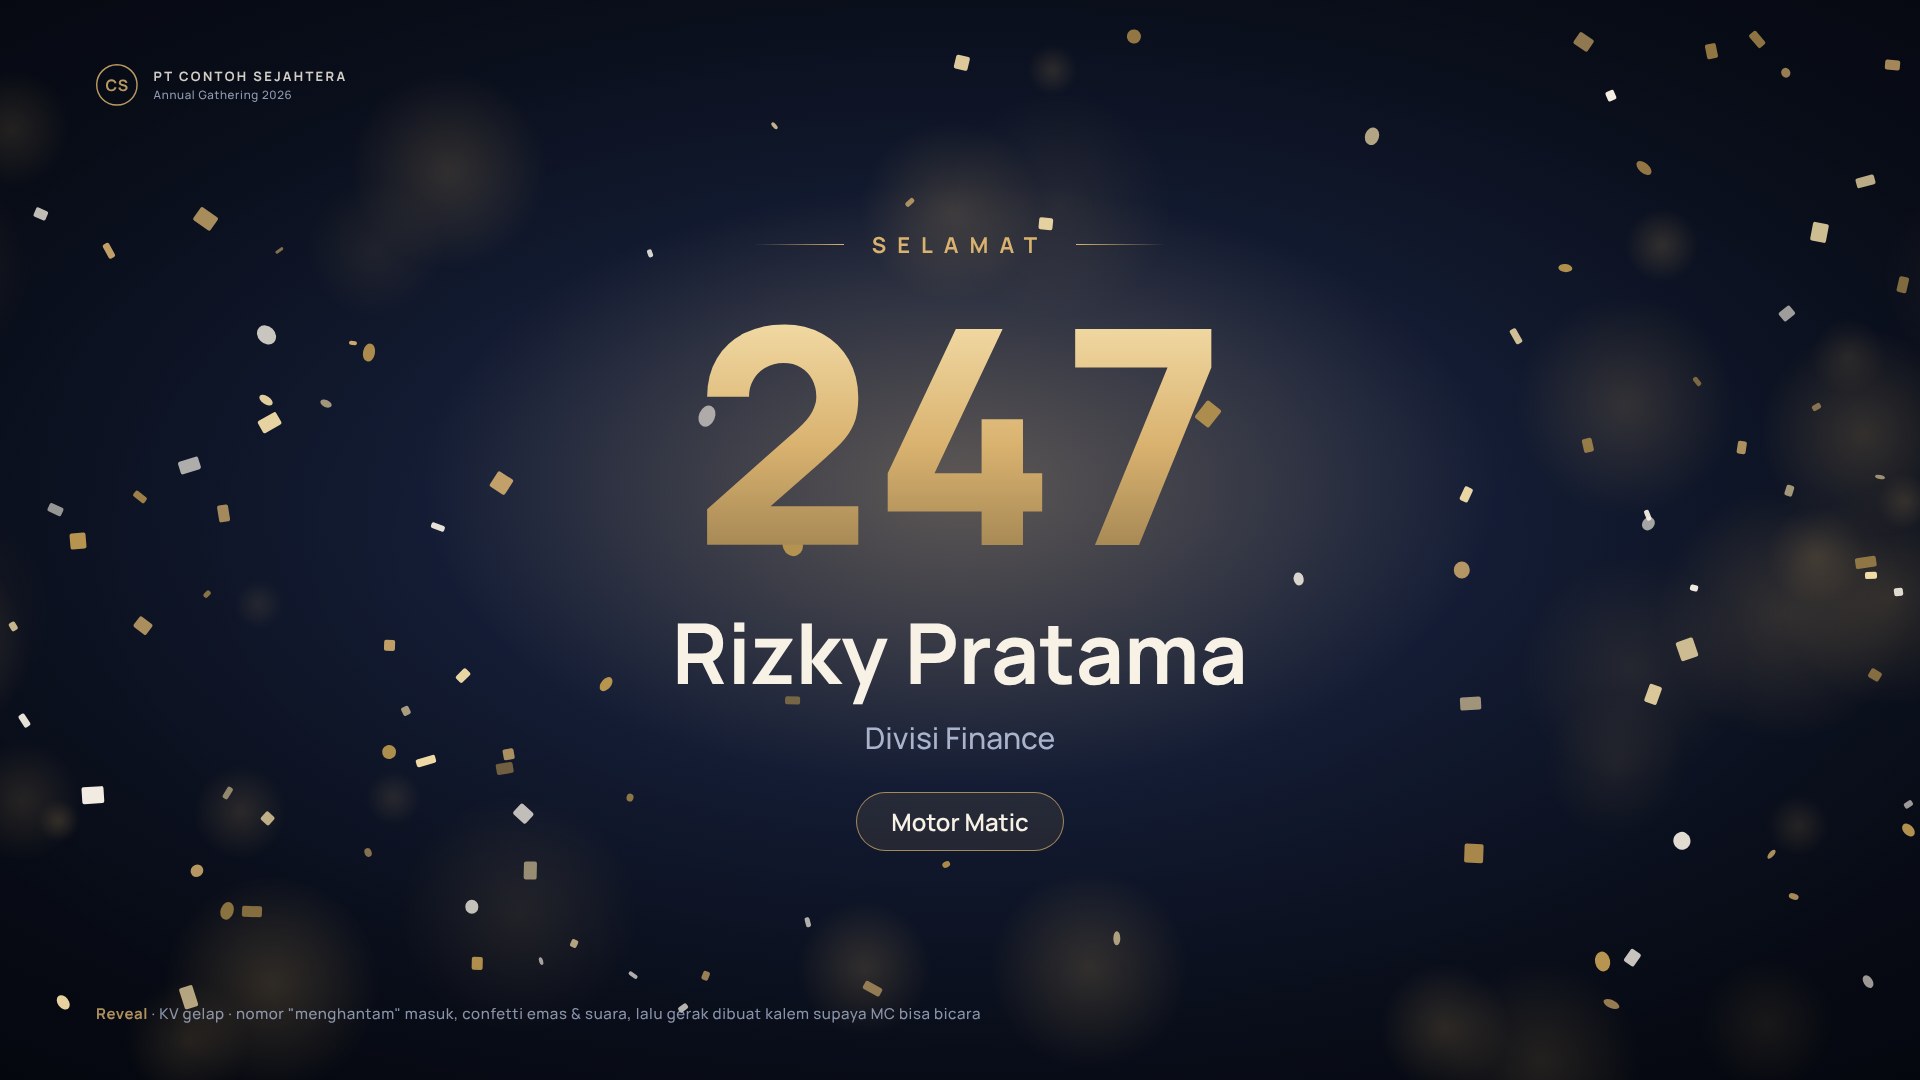 CS
PT CONTOH SEJAHTERA
Annual Gathering 2026
SELAMAT
247
Rizky Pratama
Divisi Finance
Motor Matic
Reveal · KV gelap · nomor "menghantam" masuk, confetti emas & suara, lalu gerak dibuat kalem supaya MC bisa bicara